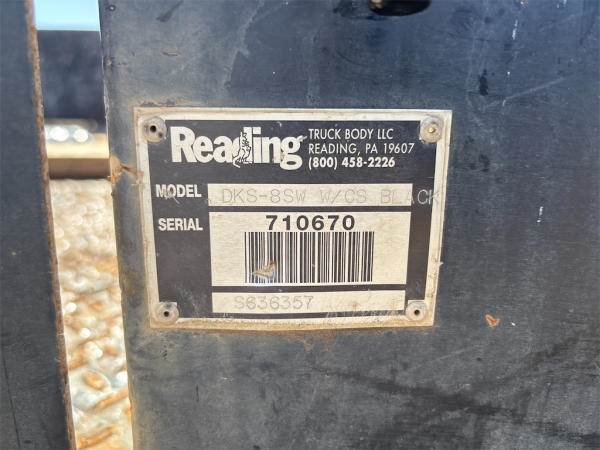 Reading
TRUCK BODY LLC
READING, PA 19607
(800) 458-2226
MODEL DKS-8SW W/CS BLACK
SERIAL 710670
S636357